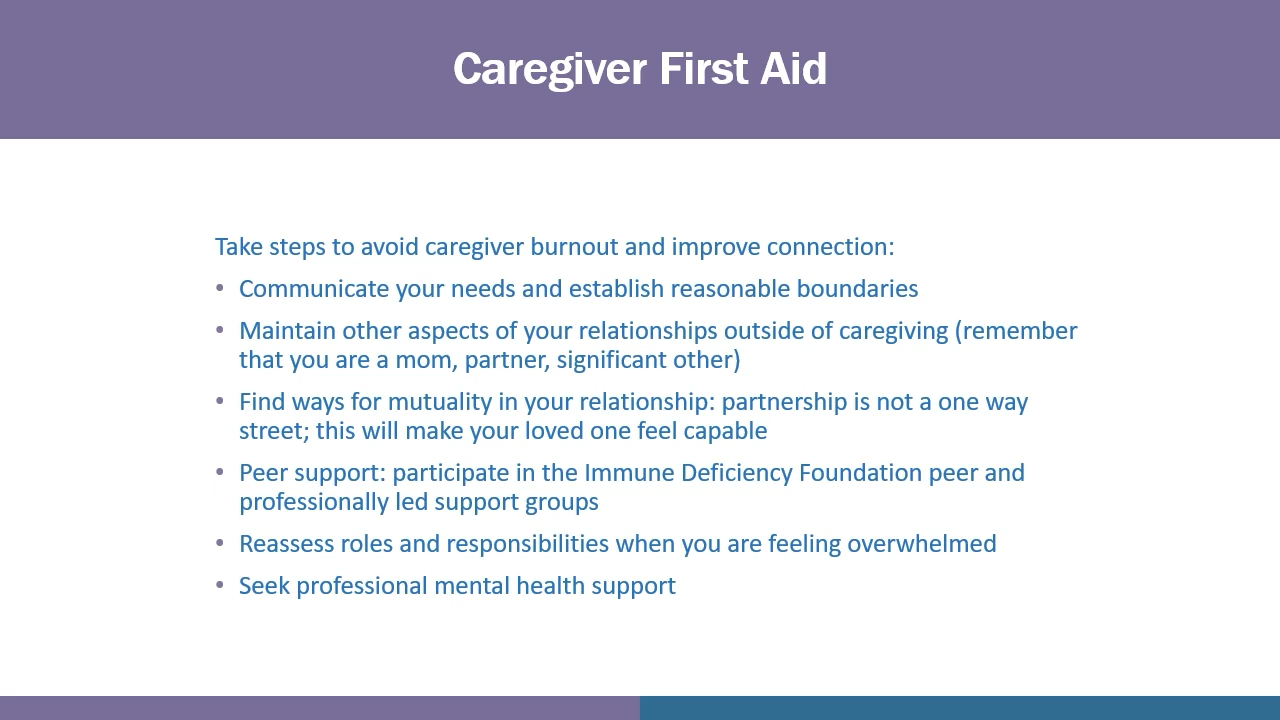 Caregiver First Aid
Take steps to avoid caregiver burnout and improve connection:
• Communicate your needs and establish reasonable boundaries
• Maintain other aspects of your relationships outside of caregiving (remember
that you are a mom, partner, significant other)
• Find ways for mutuality in your relationship: partnership is not a one way
street; this will make your loved one feel capable
• Peer support: participate in the Immune Deficiency Foundation peer and
professionally led support groups
• Reassess roles and responsibilities when you are feeling overwhelmed
• Seek professional mental health support